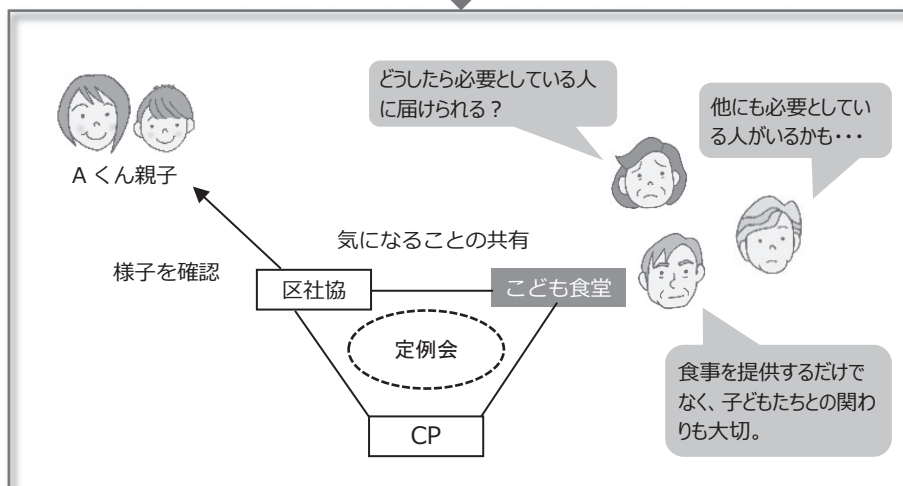 どうしたら必要としている人
に届けられる？
他にも必要としてい
る人がいるかも・・・
Aくん親子
気になることの共有
様子を確認
区社協
こども食堂
定例会
食事を提供するだけで
なく、子どもたちとの関わ
りも大切。
CP